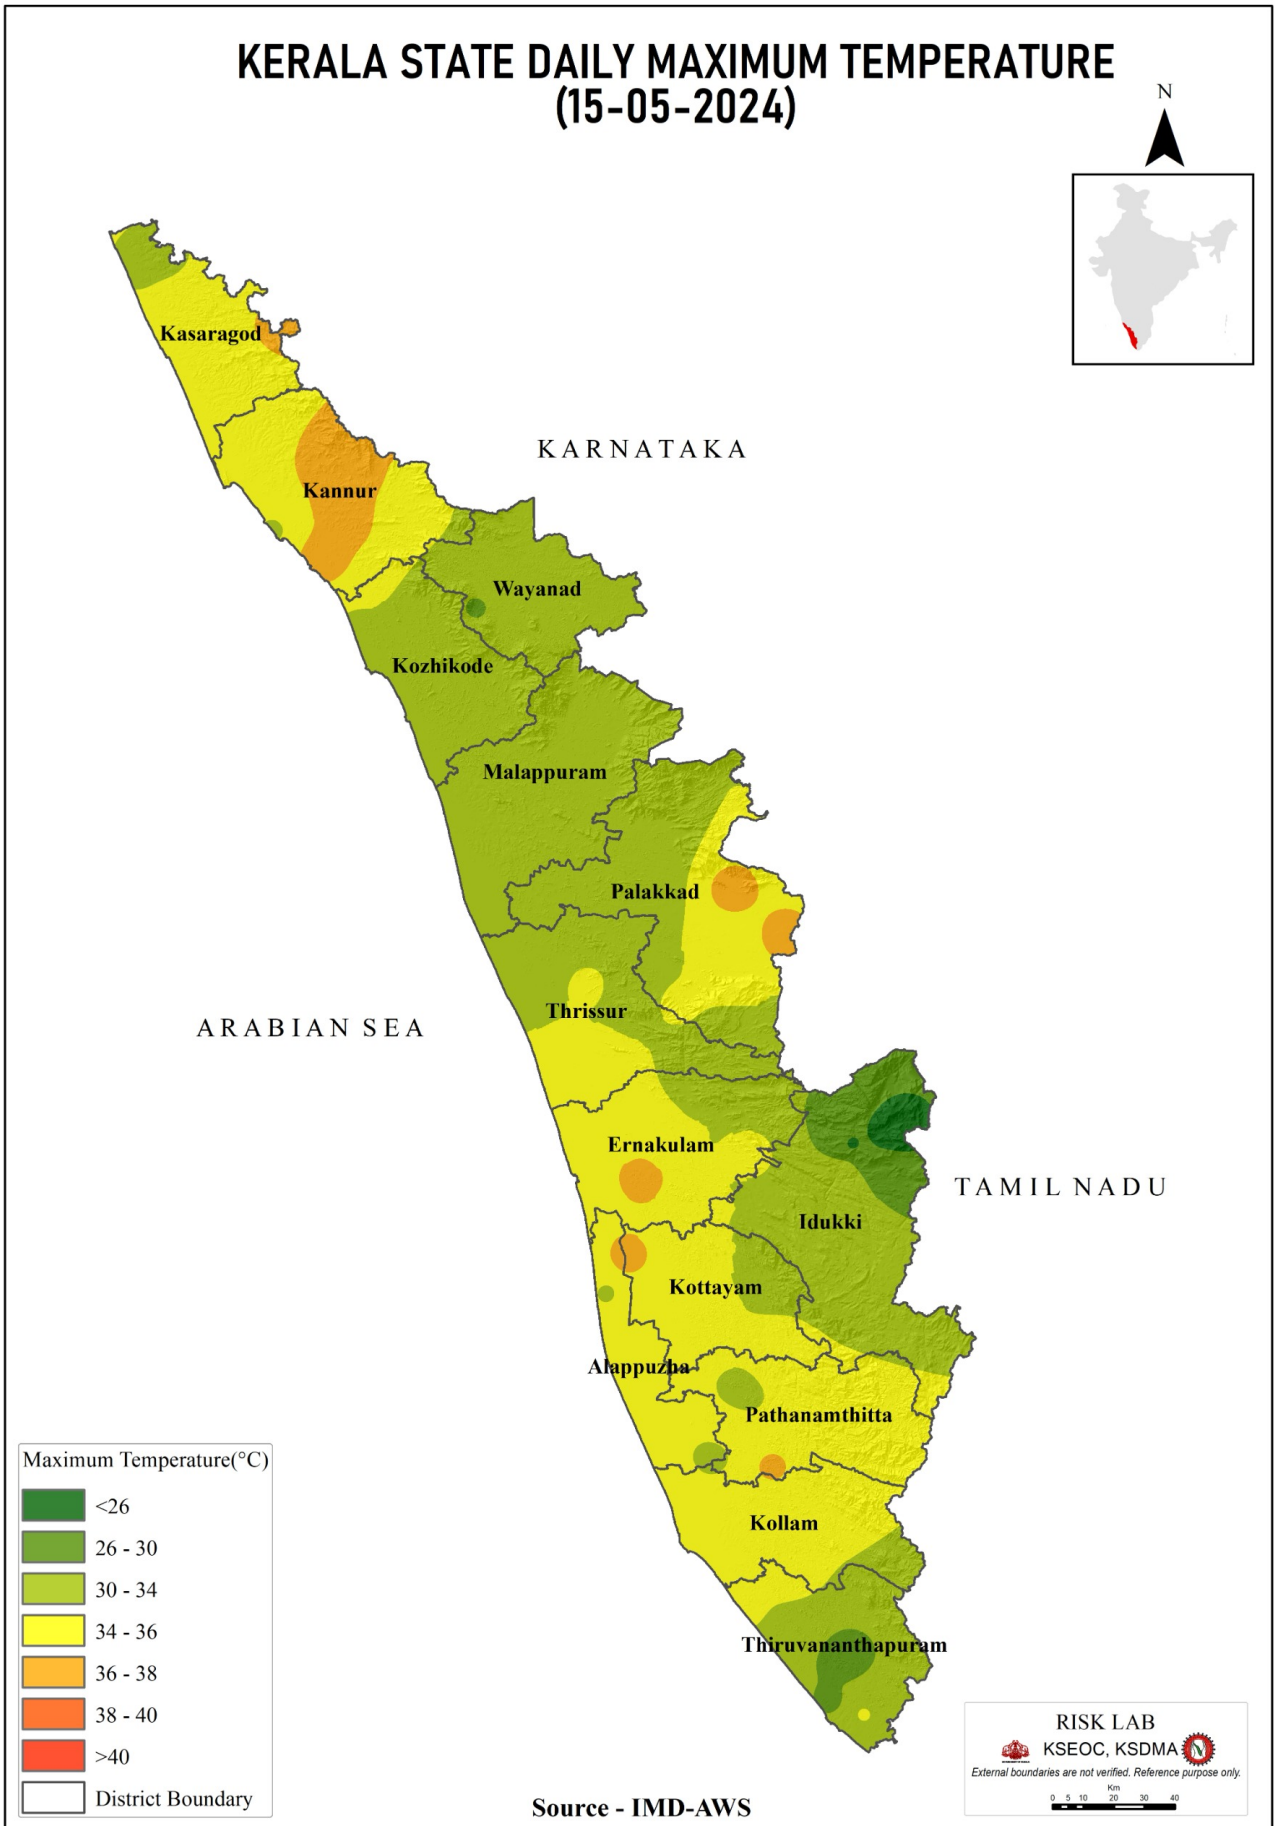 KERALA STATE DAILY MAXIMUM TEMPERATURE
(15-05-2024)
N
Kasaragod
KARNATAKA
Kannur
Wayanad
Kozhikode
Malappuram
Palakkad
Thrissur
ARABIAN SEA
Ernakulam
TAMIL NADU
Idukki
Kottayam
Alappuzha
Pathanamthitta
Kollam
Thiruvananthapuram
Maximum Temperature(°C)
<26
26 - 30
30 - 34
34 - 36
36 - 38
38 - 40
>40
District Boundary
Source - IMD-AWS
RISK LAB
KSEOC, KSDMA
External boundaries are not verified. Reference purpose only.
Km
0 5 10 20 30 40